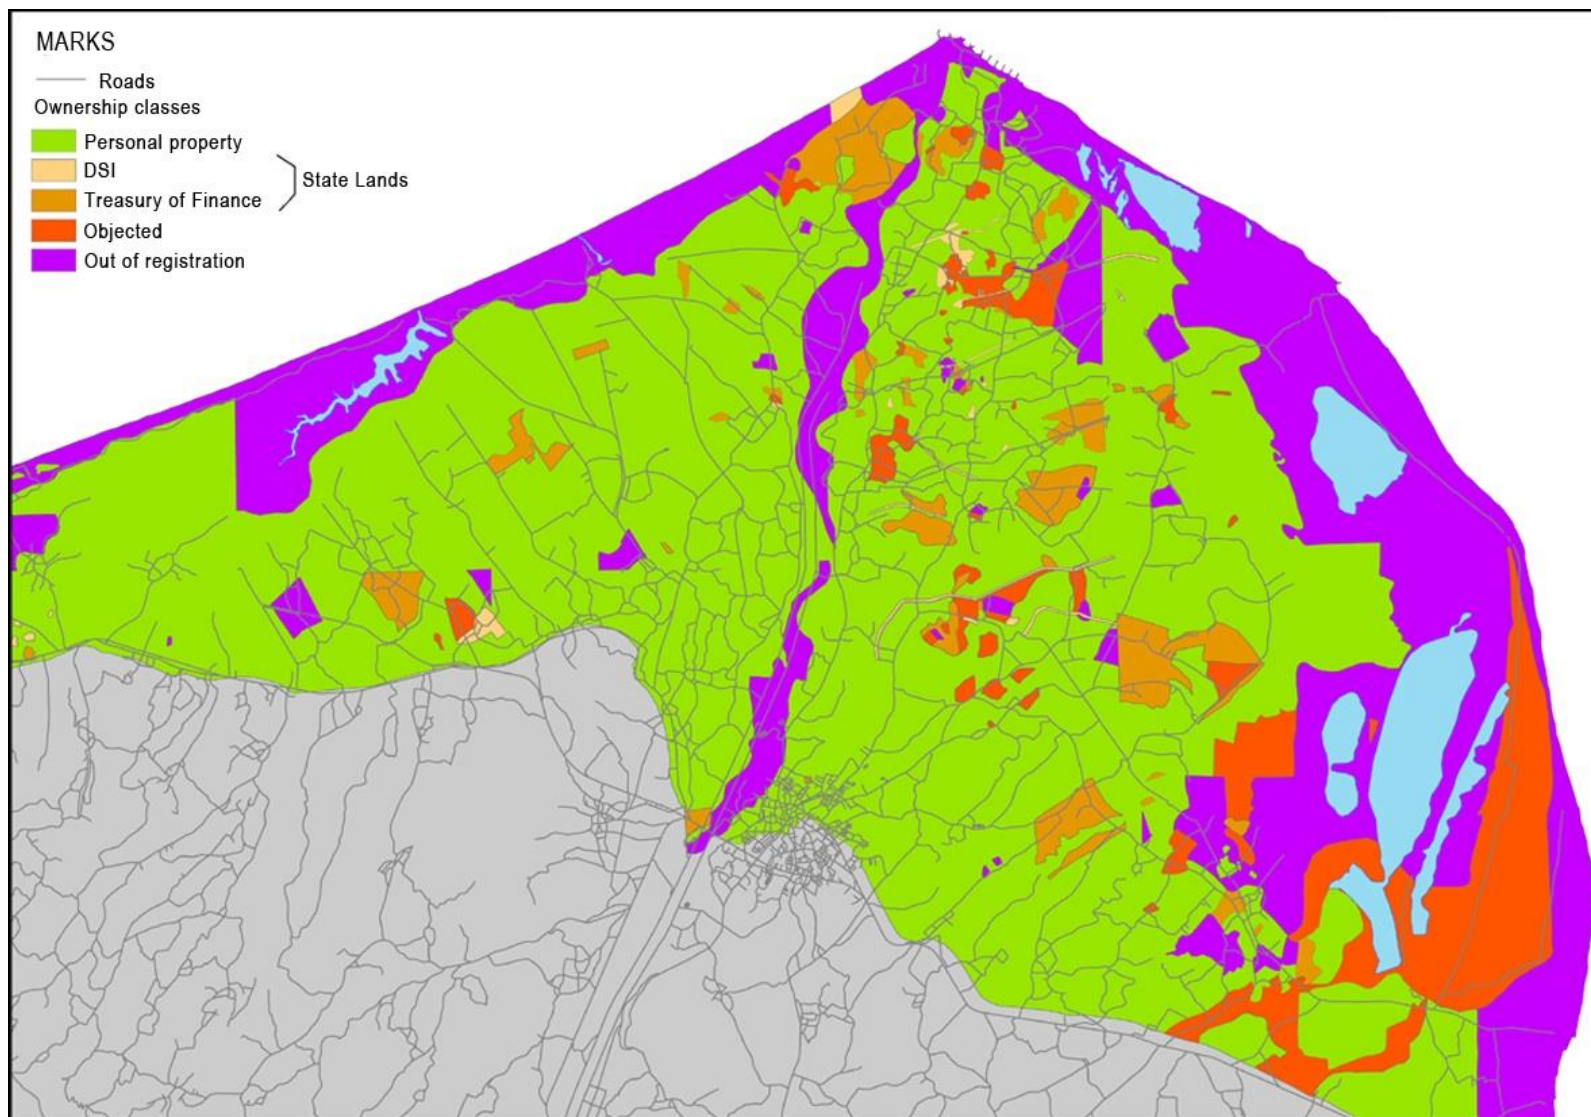 MARKS
Roads
Ownership classes
Personal property
DSI
State Lands
Treasury of Finance
Objected
Out of registration